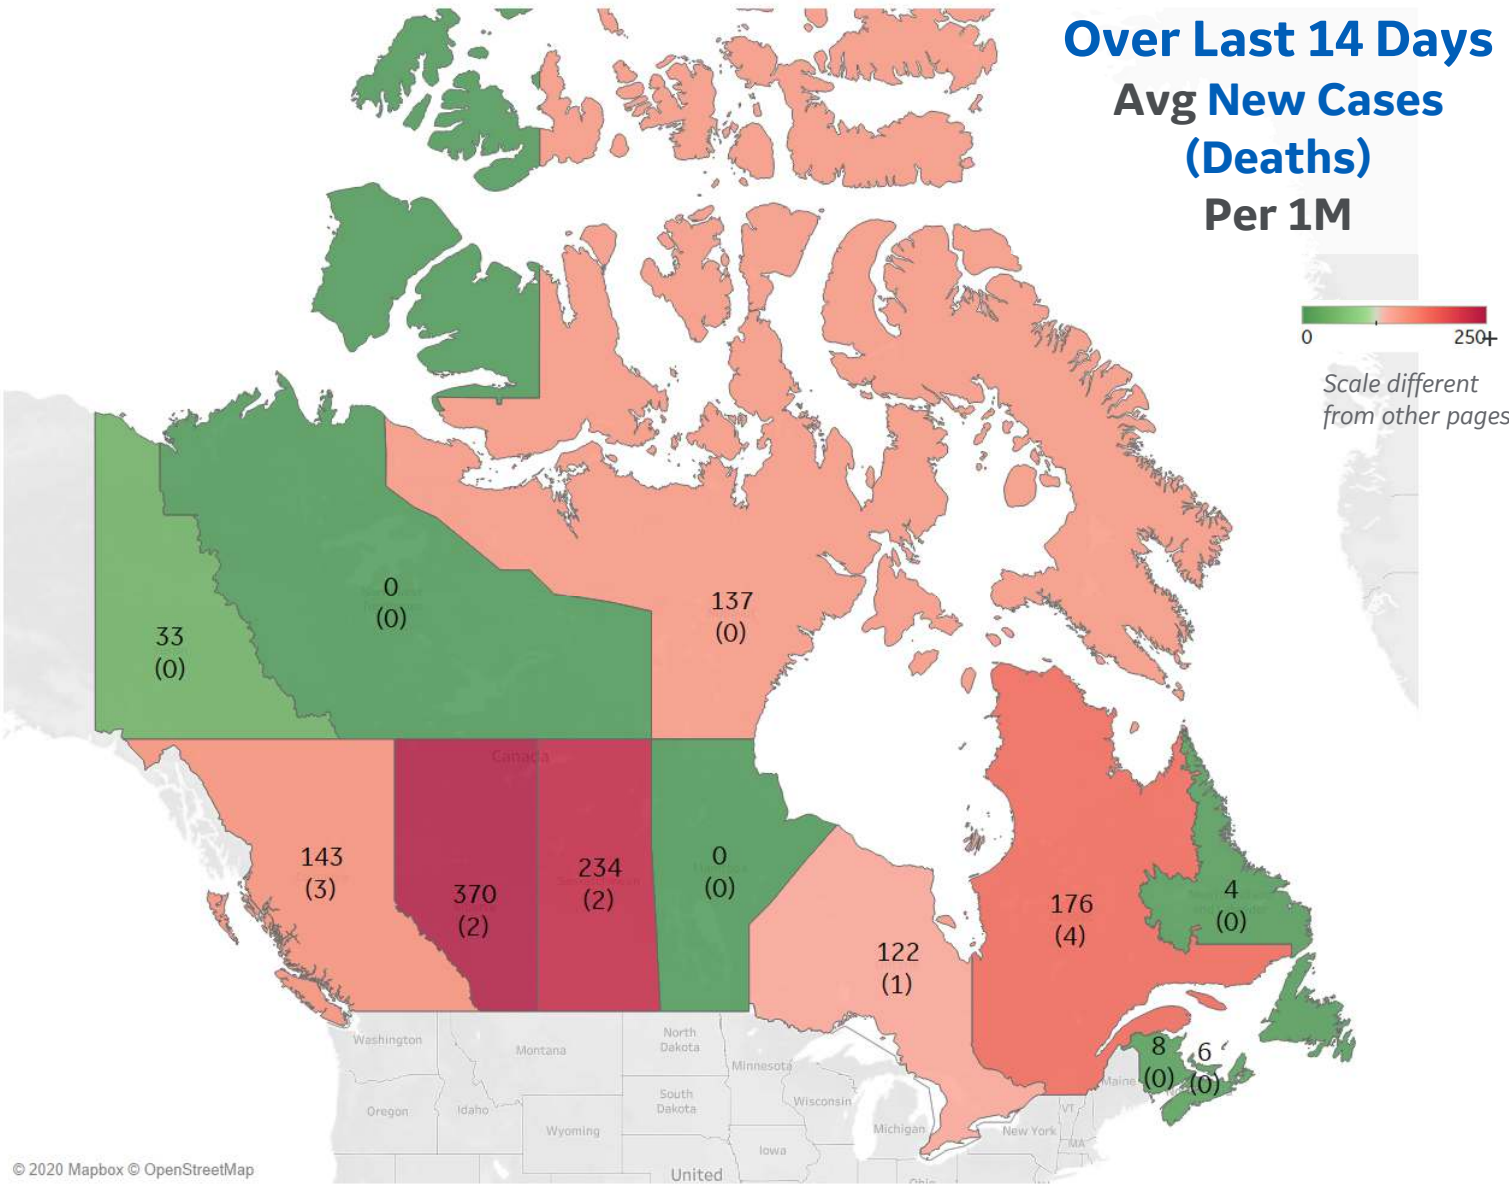 Over Last 14 Days
Avg New Cases
(Deaths)
Per 1M
0
250+
Scale different
from other pages
0
(0)
137
(0)
33
(0)
Canada
143
(3)
370
(2)
234
(2)
0
(0)
176
(4)
4
(0)
122
(1)
8
(0)
6
(0)
Washington
Montana
North
Dakota
Minnesota
Maine
Oregon
Idaho
South
Dakota
Wisconsin
Michigan
VT
New York
MA
Wyoming
Iowa
United
Ohio
© 2020 Mapbox © OpenStreetMap